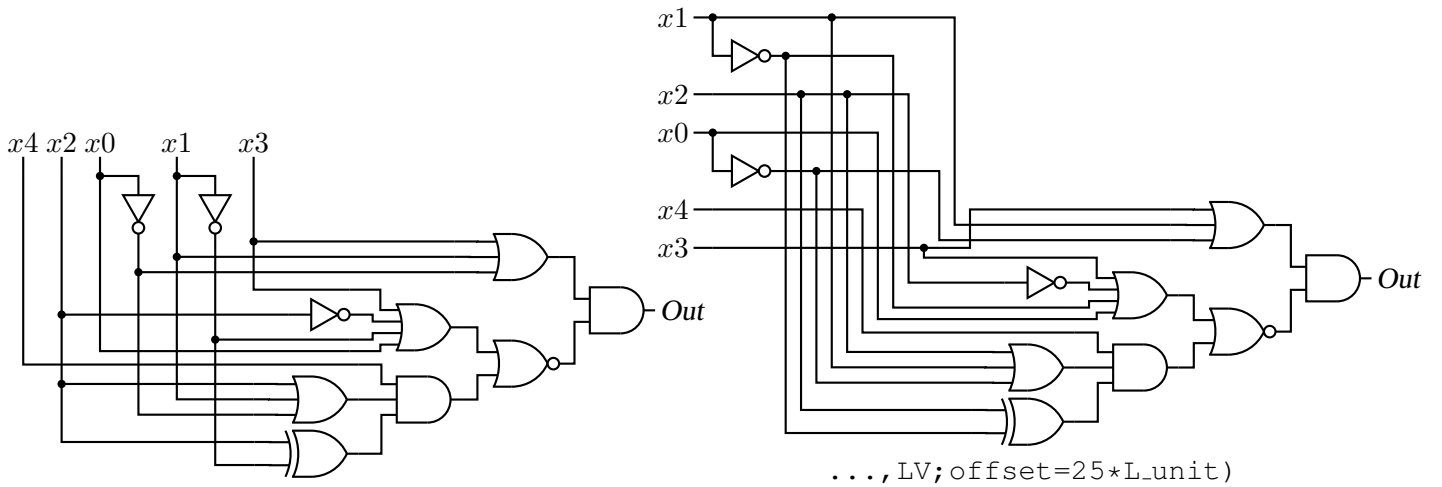 x4 x2 x0 x1 x3
Out
x1
x2
x0
x4
x3
Out
...,LV;offset=25*L_unit)